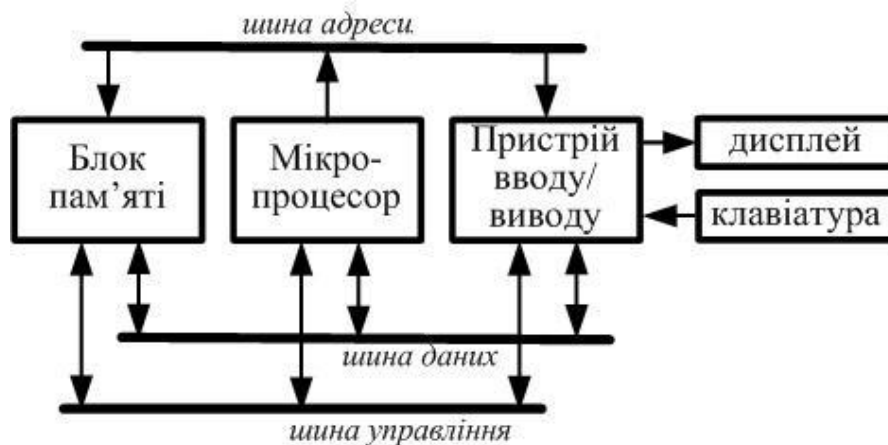 шина адреси
Блок
пам’яті
Мікро-
процесор
Пристрій
вводу/
виводу
дисплей
клавіатура
шина даних
шина управління